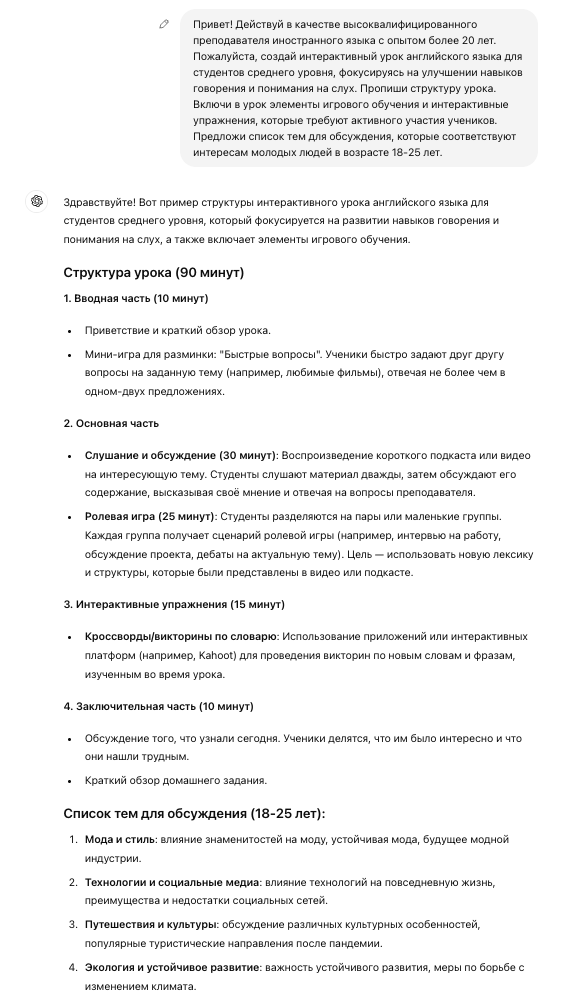 Привет! Действуй в качестве высококвалифицированного
преподавателя иностранного языка с опытом более 20 лет.
Пожалуйста, создай интерактивный урок английского языка для
студентов среднего уровня, фокусируясь на улучшении навыков
говорения и понимания на слух. Пропиши структуру урока.
Включи в урок элементы игрового обучения и интерактивные
упражнения, которые требуют активного участия учеников.
Предложи список тем для обсуждения, которые соответствуют
интересам молодых людей в возрасте 18-25 лет.
Здравствуйте! Вот пример структуры интерактивного урока английского языка для
студентов среднего уровня, который фокусируется на развитии навыков говорения и
понимания на слух, а также включает элементы игрового обучения.
Структура урока (90 минут)
1. Вводная часть (10 минут)
• Приветствие и краткий обзор урока.
• Мини-игра для разминки: "Быстрые вопросы". Ученики быстро задают друг другу
вопросы на заданную тему (например, любимые фильмы), отвечая не более чем в
одном-двух предложениях.
2. Основная часть
• Слушание и обсуждение (30 минут): Воспроизведение короткого подкаста или видео
на интересующую тему. Студенты слушают материал дважды, затем обсуждают его
содержание, высказывая своё мнение и отвечая на вопросы преподавателя.
• Ролевая игра (25 минут): Студенты разделяются на пары или маленькие группы.
Каждая группа получает сценарий ролевой игры (например, интервью на работу,
обсуждение проекта, дебаты на актуальную тему). Цель — использовать новую лексику
и структуры, которые были представлены в видео или подкасте.
3. Интерактивные упражнения (15 минут)
• Кроссворды/викторины по словарю: Использование приложений или интерактивных
платформ (например, Kahoot) для проведения викторин по новым словам и фразам,
изученным во время урока.
4. Заключительная часть (10 минут)
• Обсуждение того, что узнали сегодня. Ученики делятся, что им было интересно и что
они нашли трудным.
• Краткий обзор домашнего задания.
Список тем для обсуждения (18-25 лет):
1. Мода и стиль: влияние знаменитостей на моду, устойчивая мода, будущее модной
индустрии.
2. Технологии и социальные медиа: влияние технологий на повседневную жизнь,
преимущества и недостатки социальных сетей.
3. Путешествия и культуры: обсуждение различных культурных особенностей,
популярные туристические направления после пандемии.
4. Экология и устойчивое развитие: важность устойчивого развития, меры по борьбе с
изменением климата.